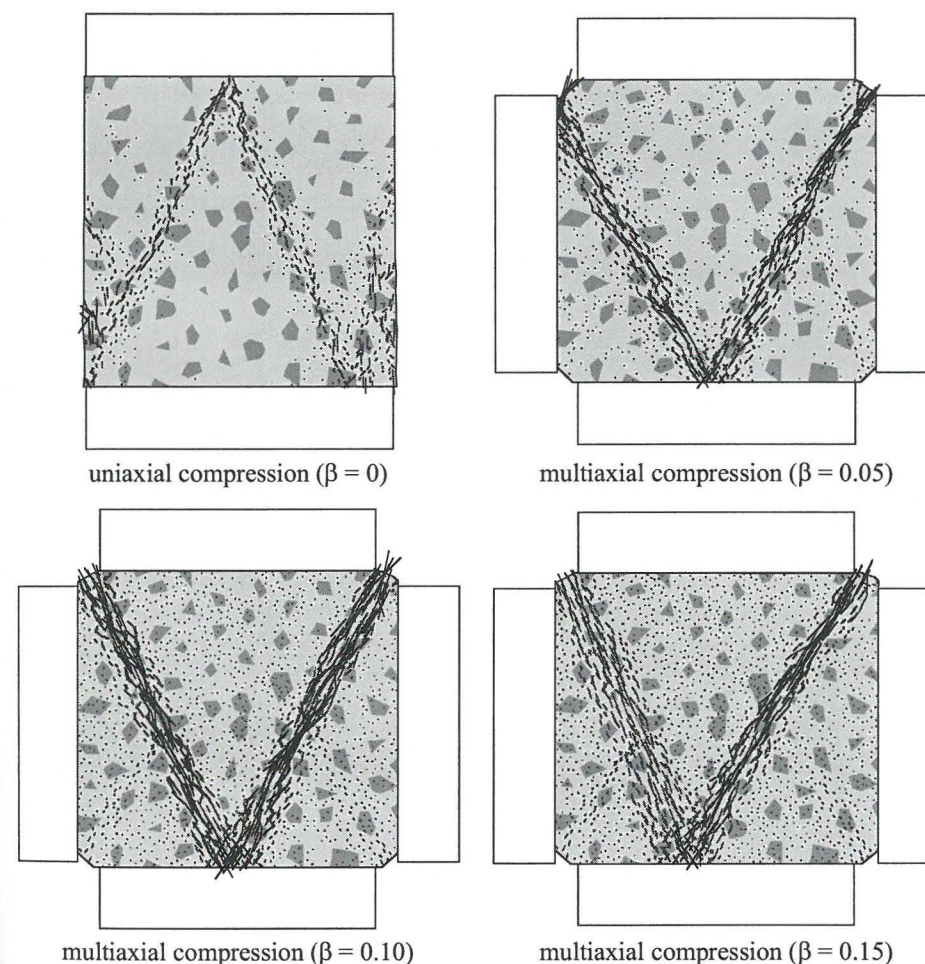 uniaxial compression (β = 0)
multiaxial compression (β = 0.05)
multiaxial compression (β = 0.10)
multiaxial compression (β = 0.15)